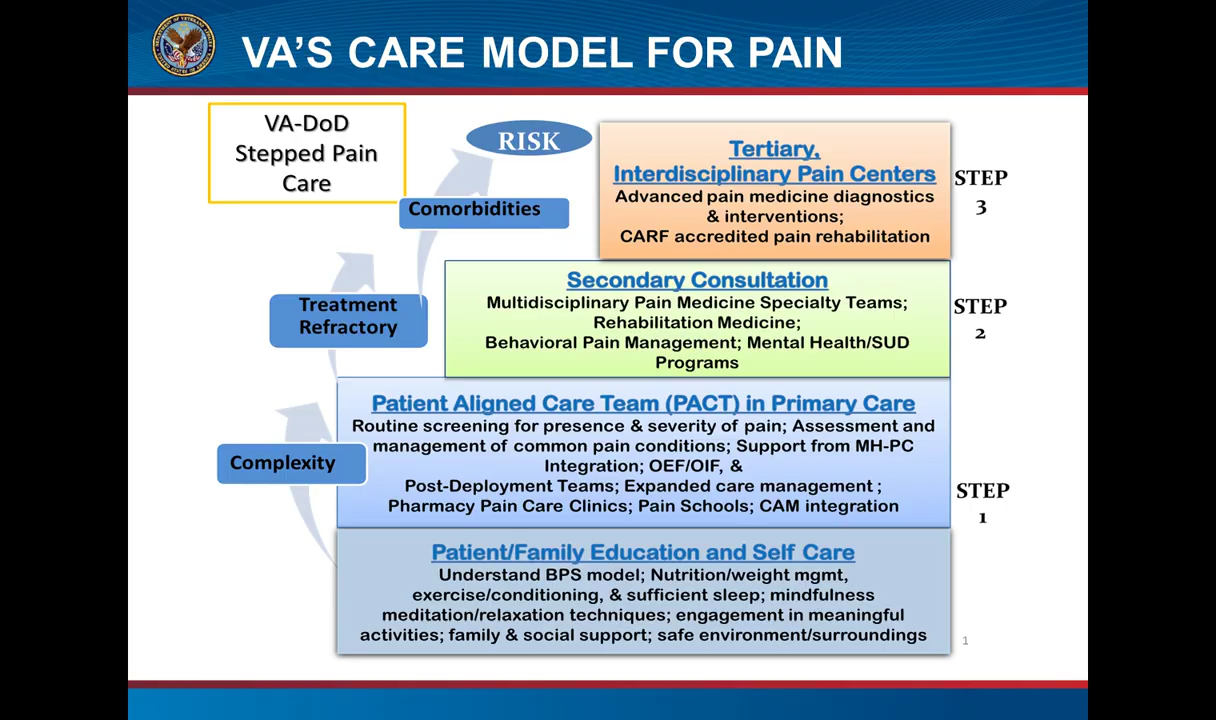 VA'S CARE MODEL FOR PAIN
VA-DoD
Stepped Pain
Care
RISK
Comorbidities
Treatment
Refractory
Complexity
Tertiary,
Interdisciplinary Pain Centers
Advanced pain medicine diagnostics
& interventions;
CARF accredited pain rehabilitation
STEP
3
Secondary Consultation
Multidisciplinary Pain Medicine Specialty Teams;
Rehabilitation Medicine;
Behavioral Pain Management; Mental Health/SUD
Programs
STEP
2
Patient Aligned Care Team (PACT) in Primary Care
Routine screening for presence & severity of pain; Assessment and
management of common pain conditions; Support from MH-PC
Integration; OEF/OIF, &
Post-Deployment Teams; Expanded care management ;
Pharmacy Pain Care Clinics; Pain Schools; CAM integration
STEP
1
Patient/Family Education and Self Care
Understand BPS model; Nutrition/weight mgmt,
exercise/conditioning, & sufficient sleep; mindfulness
meditation/relaxation techniques; engagement in meaningful
activities; family & social support; safe environment/surroundings
1